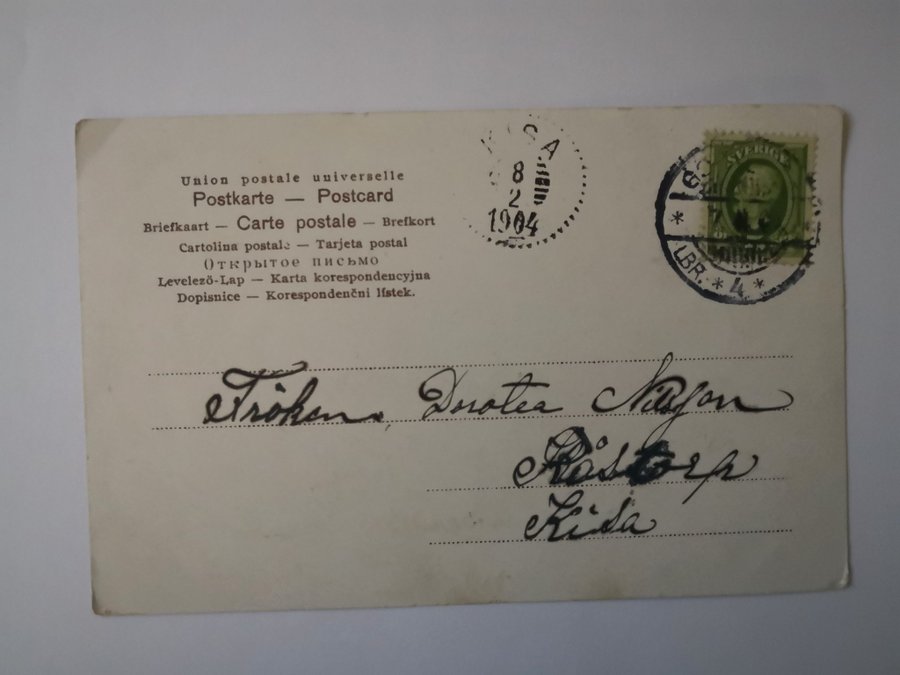 Union postale universelle
Postkarte — Postcard
Briefkaart — Carte postale — Brefkort
Cartolina postale — Tarjeta postal
Открытое письмо
Levelező-Lap — Karta korespondencyjna
Dopisnice — Korespondenční lístek.
KISA
8
2
1904
SVERIGE
LBR.
* 4 *
Fröken Dorotea Nilsson
Råstorp
Kisa